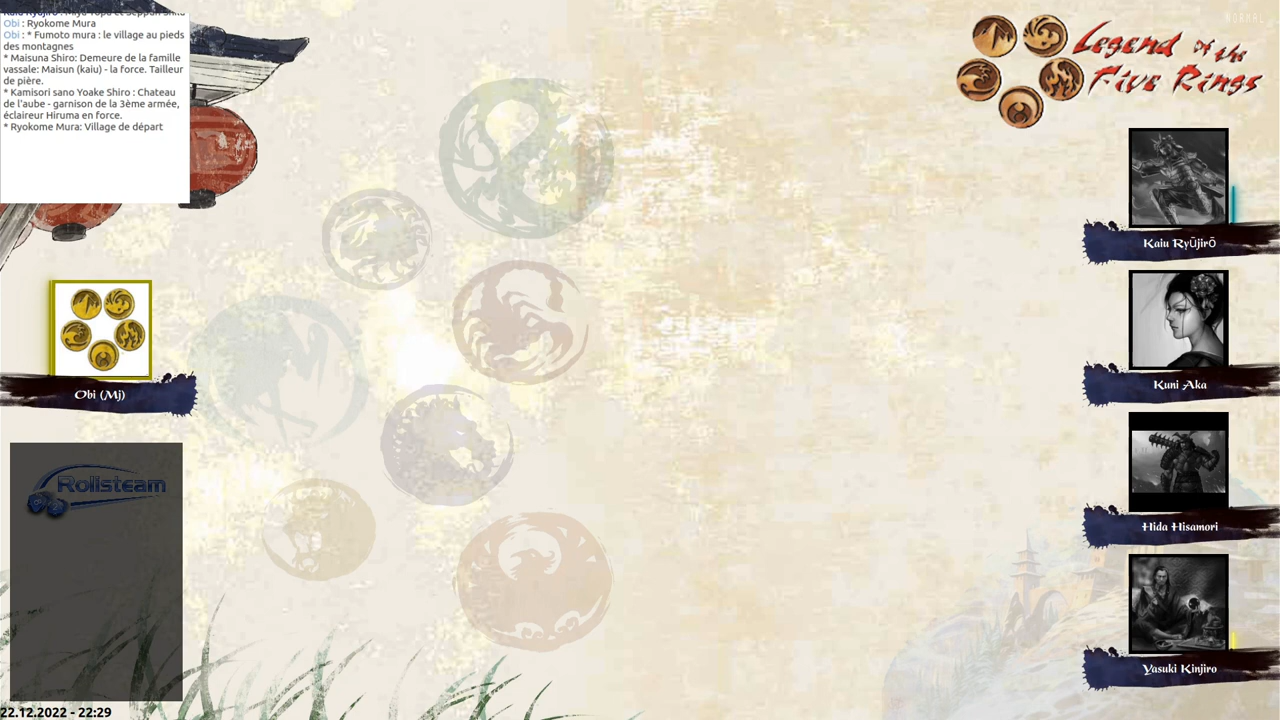 Obi : Ryokome Mura
Obi : * Fumoto mura : le village au pieds
des montagnes
* Maisuna Shiro: Demeure de la famille
vassale: Maisun (kaiu) - la force. Tailleur
de pière.
* Kamisori sano Yoake Shiro : Chateau
de l'aube - garnison de la 3ème armée,
éclaireur Hiruma en force.
* Ryokome Mura: Village de départ
NORMAL
Legend of the
Five Rings
Kaiu Ryūjirō
Kuni Aka
Obi (Mj)
Rolisteam
Hida Hisamori
Yasuki Kinjiro
22.12.2022 - 22:29